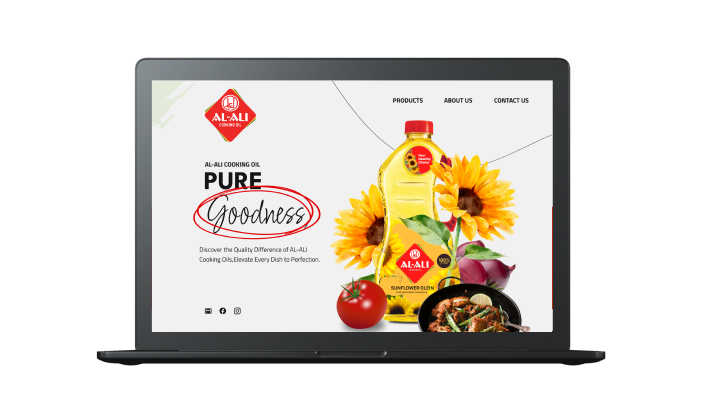 AL-ALI
COOKING OIL
PRODUCTS
ABOUT US
CONTACT US
AL-ALI COOKING OIL
PURE
Goodness
Discover the Quality Difference of AL-ALI
Cooking Oils,Elevate Every Dish to Perfection.
AL-ALI
100%
SUNFLOWER OLEIN